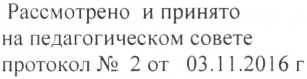 Рассмотрено и принято
на педагогическом совете
протокол № 2 от 03.11.2016 г